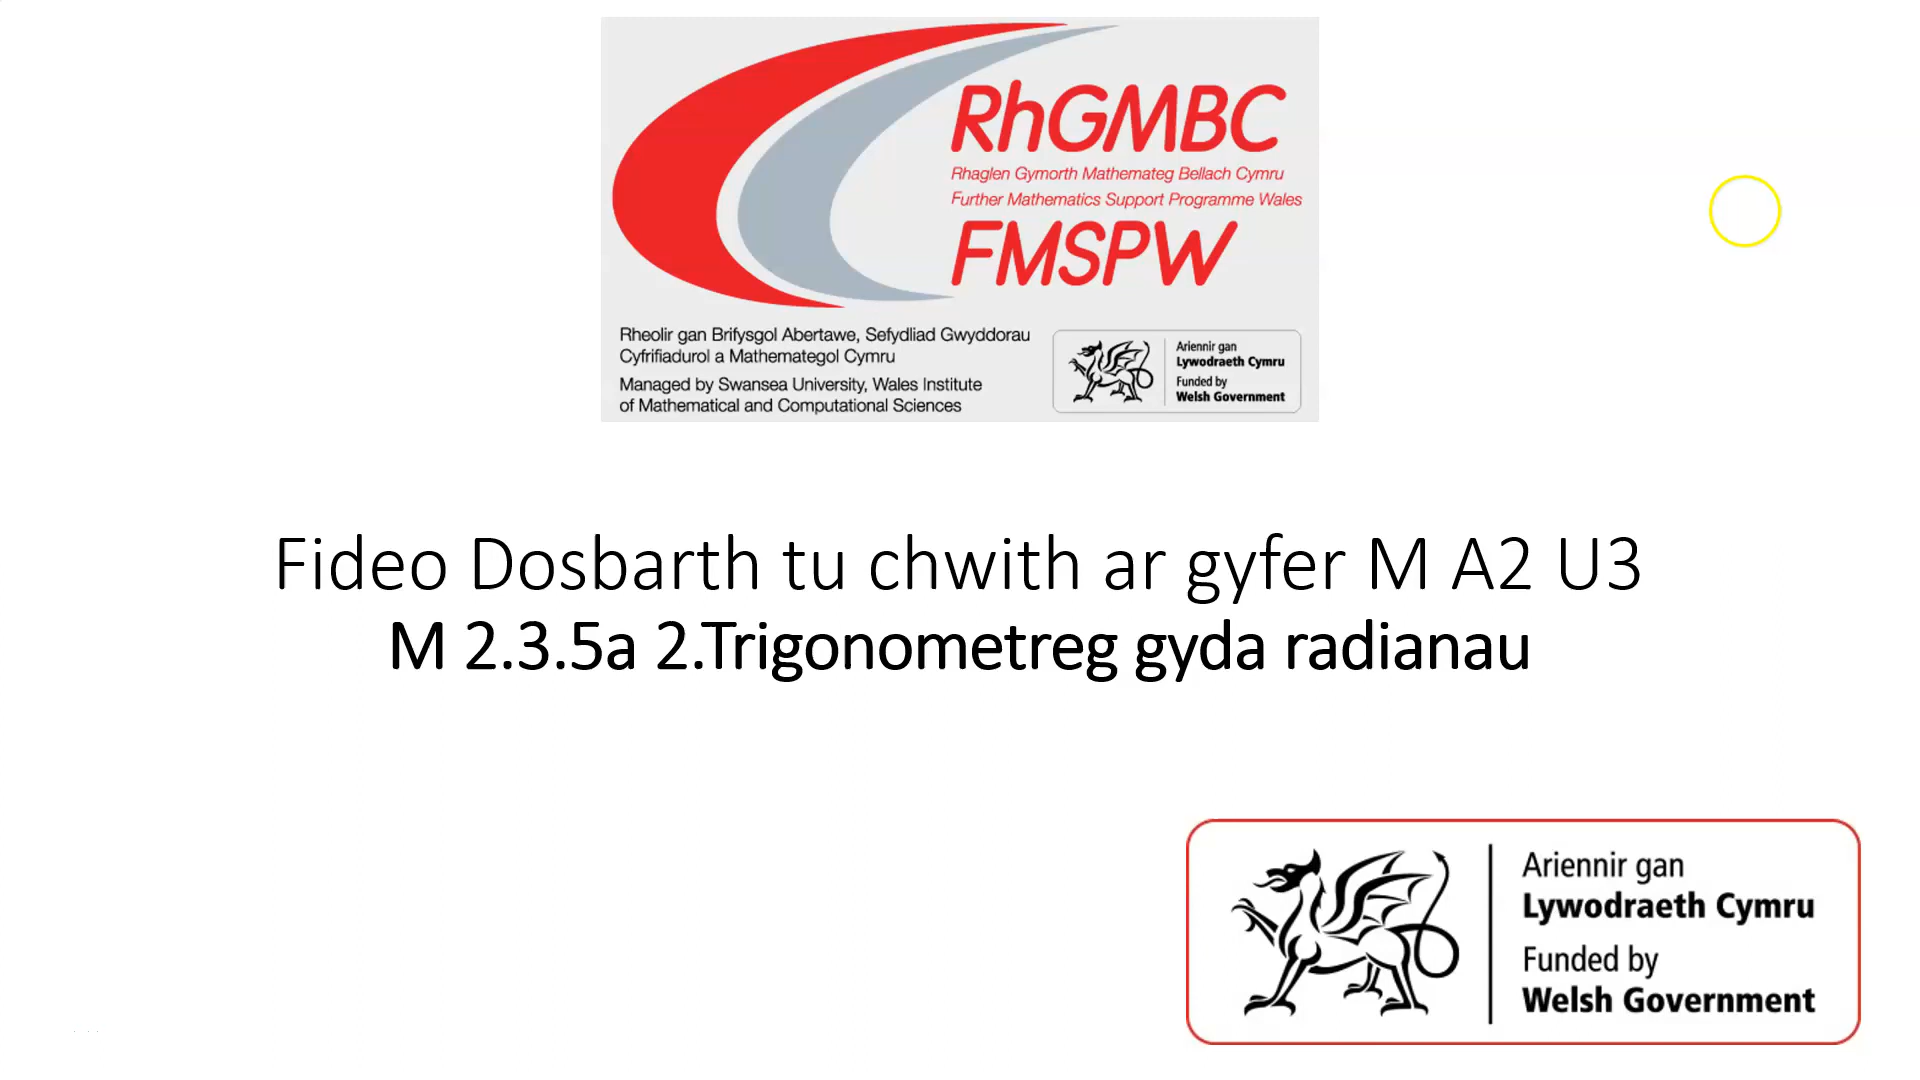 RhGMBC
Rhaglen Gymorth Mathemateg Bellach Cymru
Further Mathematics Support Programme Wales
FMSPW
Rheolir gan Brifysgol Abertawe, Sefydliad Gwyddorau
Cyfrifiadurol a Mathemategol Cymru
Managed by Swansea University, Wales Institute
of Mathematical and Computational Sciences
Ariennir gan
Lywodraeth Cymru
Funded by
Welsh Government
Fideo Dosbarth tu chwith ar gyfer M A2 U3
M 2.3.5a 2.Trigonometreg gyda radianau
Ariennir gan
Lywodraeth Cymru
Funded by
Welsh Government